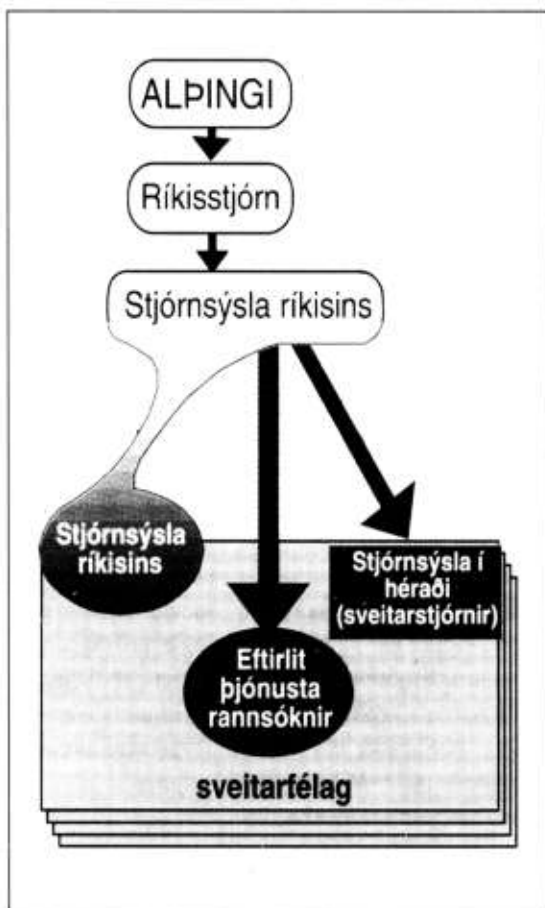 ALÞINGI
Ríkisstjórn
Stjórnsýsla ríkisins
Stjórnsýsla
ríkisins
Stjórnsýsla í
héraði
(sveitarstjórnir)
Eftirlit
þjónusta
rannsóknir
sveitarfélag